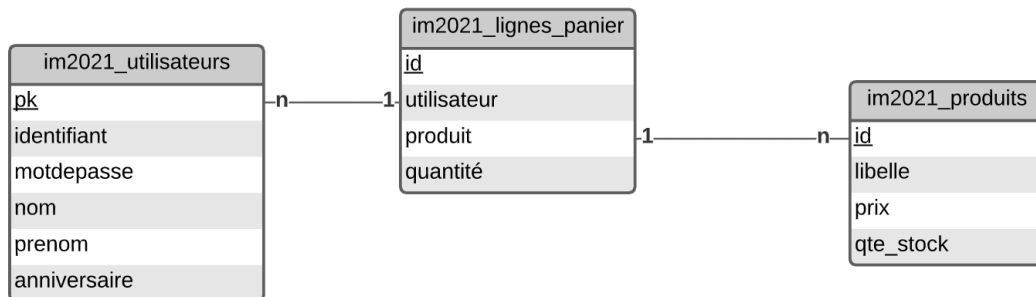 im2021_utilisateurs
pk
identifiant
motdepasse
nom
prenom
anniversaire
n
1
im2021_lignes_panier
id
utilisateur
produit
quantité
1
n
im2021_produits
id
libelle
prix
qte_stock